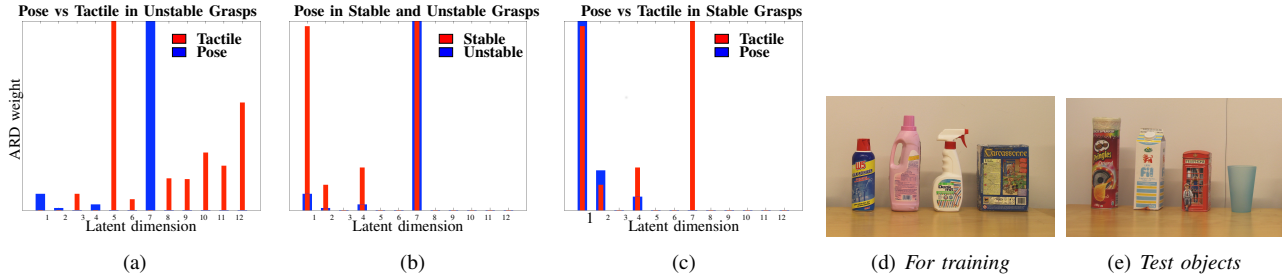 Pose vs Tactile in Unstable Grasps
Tactile
Pose
ARD weight
1 2 3 4 5 6 7 8 9 10 11 12
Latent dimension
(a)
Pose in Stable and Unstable Grasps
Stable
Unstable
1 2 3 4 5 6 7 8 9 10 11 12
Latent dimension
(b)
Pose vs Tactile in Stable Grasps
Tactile
Pose
1 2 3 4 5 6 7 8 9 10 11 12
Latent dimension
(c)
(d) For training
Pringles
Fil
(e) Test objects